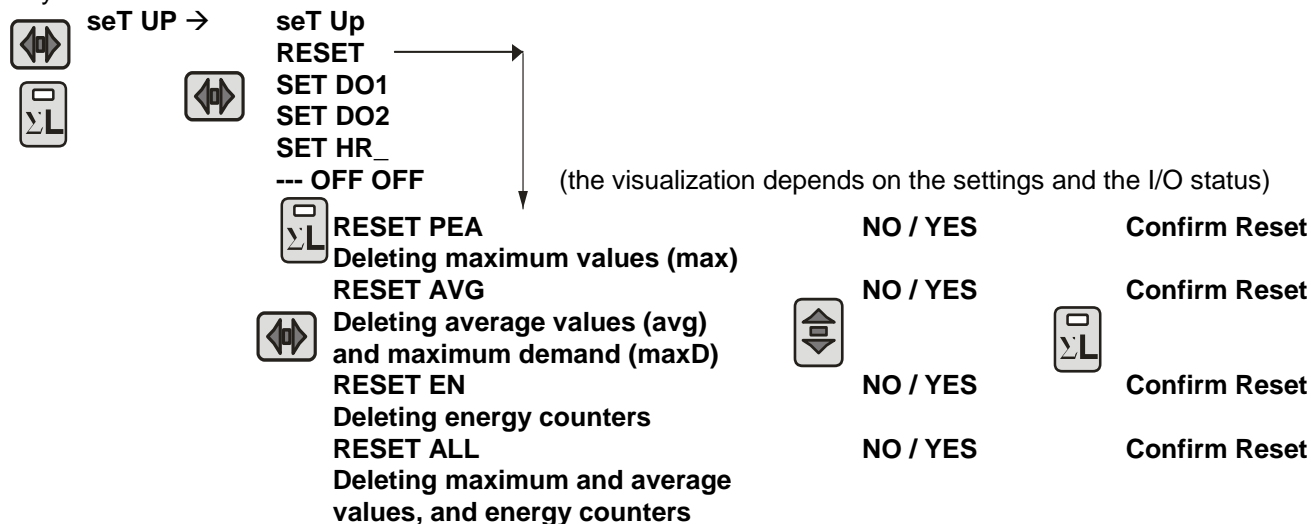 seT UP → seT Up
RESET
SET DO1
ΣL SET DO2
SET HR_
--- OFF OFF (the visualization depends on the settings and the I/O status)
ΣL RESET PEA NO / YES Confirm Reset
Deleting maximum values (max)
RESET AVG NO / YES Confirm Reset
Deleting average values (avg)
and maximum demand (maxD) ΣL
RESET EN NO / YES Confirm Reset
Deleting energy counters
RESET ALL NO / YES Confirm Reset
Deleting maximum and average
values, and energy counters